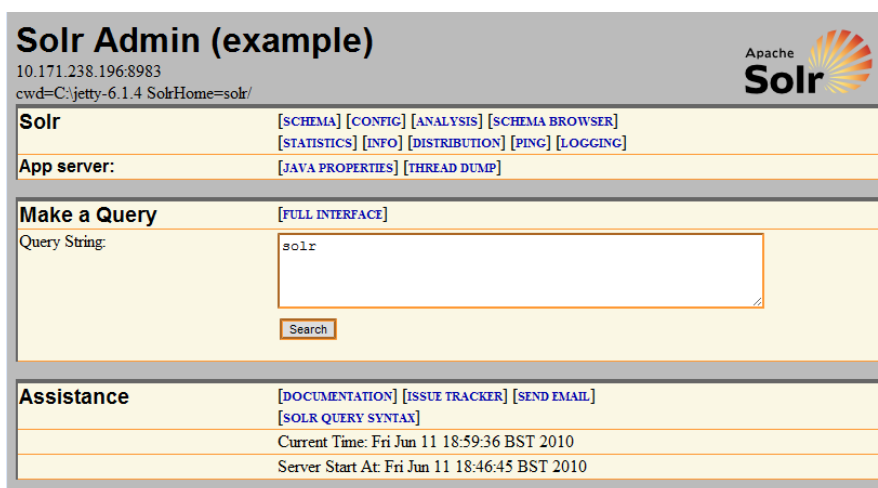 Solr Admin (example)
10.171.238.196:8983
cwd=C:\jetty-6.1.4 SolrHome=solr/
Apache
Solr
Solr
[SCHEMA] [CONFIG] [ANALYSIS] [SCHEMA BROWSER]
[STATISTICS] [INFO] [DISTRIBUTION] [PING] [LOGGING]
App server:
[JAVA PROPERTIES] [THREAD DUMP]
Make a Query
[FULL INTERFACE]
Query String:
solr
Search
Assistance
[DOCUMENTATION] [ISSUE TRACKER] [SEND EMAIL]
[SOLR QUERY SYNTAX]
Current Time: Fri Jun 11 18:59:36 BST 2010
Server Start At: Fri Jun 11 18:46:45 BST 2010